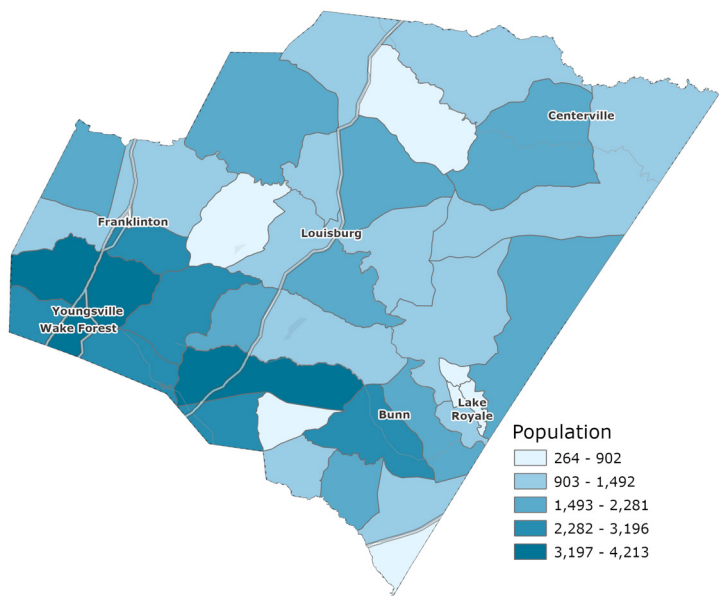 Centerville
Franklinton
Louisburg
Youngsville
Wake Forest
Lake
Royale
Bunn
Population
264 - 902
903 - 1,492
1,493 - 2,281
2,282 - 3,196
3,197 - 4,213